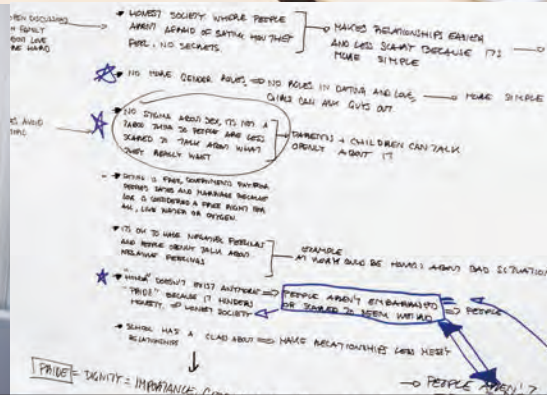 OPEN DISCUSSING
FAMILY
LOVE
HARD
• HONEST SOCIETY WHERE PEOPLE
AREN'T AFRAID OF SAYING HOW THEY
FEEL, NO SECRETS
→ MAKES RELATIONSHIPS EASIER
AND LESS SCARY BECAUSE IT'S
MORE SIMPLE →
• NO MORE GENDER ROLES, ⇒ NO ROLES IN DATING AND LOVE, → MORE SIMPLE
GIRLS CAN ASK GUYS OUT
AVOID
• NO STIGMA ABOUT SEX, ITS NOT A
TABOO THING SO PEOPLE ARE LESS
SCARED TO TALK ABOUT WHAT
THEY REALLY WANT
→ PARENTS + CHILDREN CAN TALK
OPENLY ABOUT IT
• DATING IS FREE, GOVERNMENTS PAY FOR
DATES AND MARRIAGE BECAUSE
IS CONSIDERED A FREE RIGHT FOR
ALL, LIKE WATER OR OXYGEN.
• IT'S OK TO HAVE NEGATIVE FEELINGS
AND PEOPLE OPENLY TALK ABOUT
NEGATIVE FEELINGS
→ EXAMPLE
AT WORK COULD BE HONEST ABOUT BAD SITUATION
• DOESN'T EXIST ANYMORE ⇒
"PRIDE" BECAUSE IT HINDERS
HONESTY, ⇒ HONEST SOCIETY
PEOPLE AREN'T EMBARRASSED
OR SCARED TO SEEM WEIRD ⇒ PEOPLE
• SCHOOL HAS A CLASS ABOUT ⇒ MAKE RELATIONSHIPS LESS MESSY
RELATIONSHIPS
PRIDE = DIGNITY = IMPORTANCE,
→ PEOPLE AREN'T